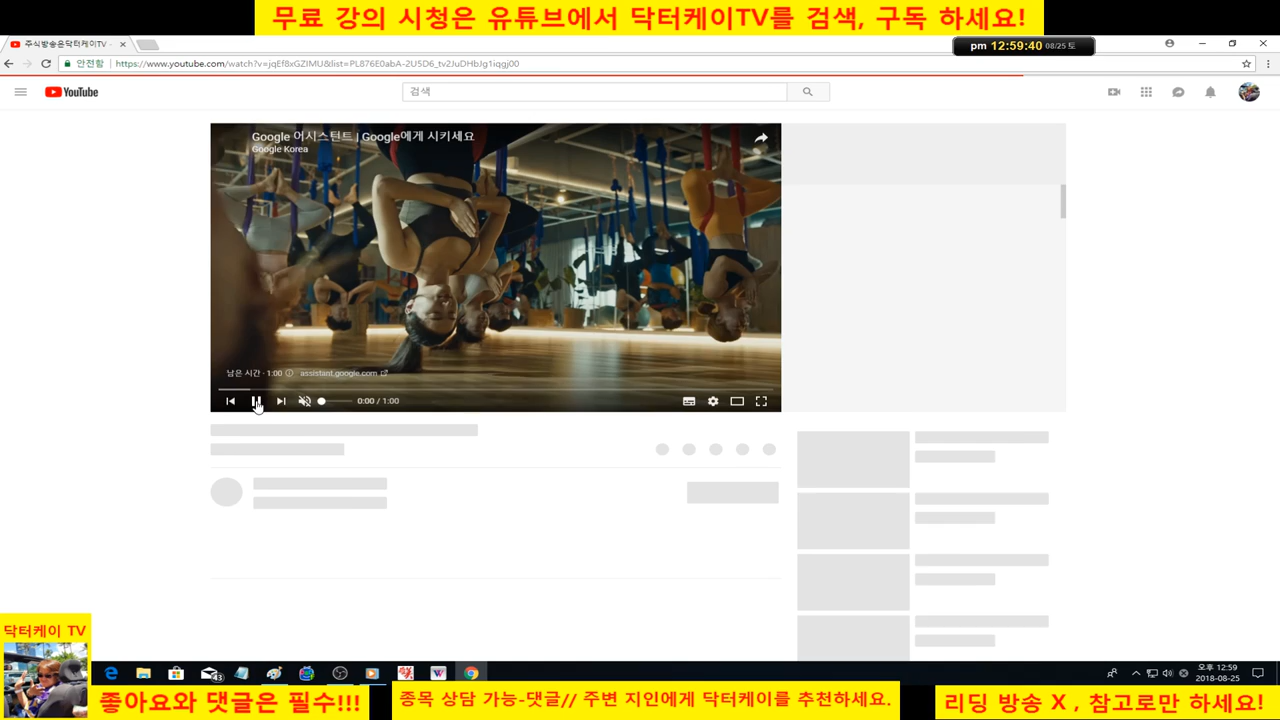 무료 강의 시청은 유튜브에서 닥터케이TV를 검색, 구독 하세요!
주식방송은닥터케이TV -
pm 12:59:40 08/25 토
안전함 | https://www.youtube.com/watch?v=jqEf8xGZIMU&list=PL876E0abA-2U5D6_tv2JuDHbJg1iqgj00
YouTube
검색
Google 어시스턴트 | Google에게 시키세요
Google Korea
남은 시간 · 1:00 assistant.google.com
0:00 / 1:00
닥터케이 TV
43
오후 12:59
2018-08-25
좋아요와 댓글은 필수!!!
종목 상담 가능-댓글// 주변 지인에게 닥터케이를 추천하세요.
리딩 방송 X , 참고로만 하세요!